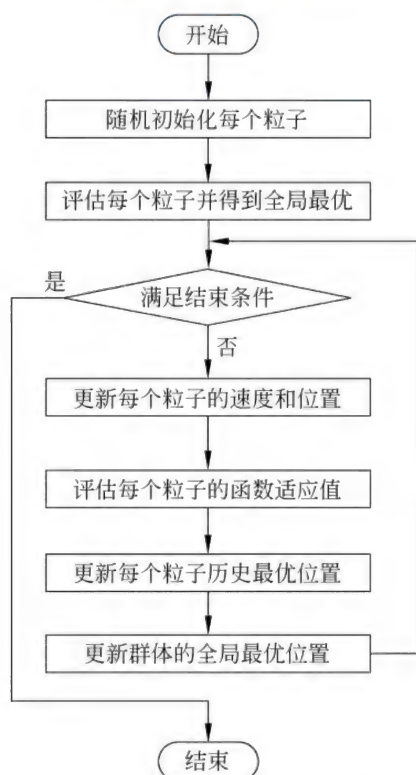 开始
随机初始化每个粒子
评估每个粒子并得到全局最优
是
满足结束条件
否
更新每个粒子的速度和位置
评估每个粒子的函数适应值
更新每个粒子历史最优位置
更新群体的全局最优位置
结束